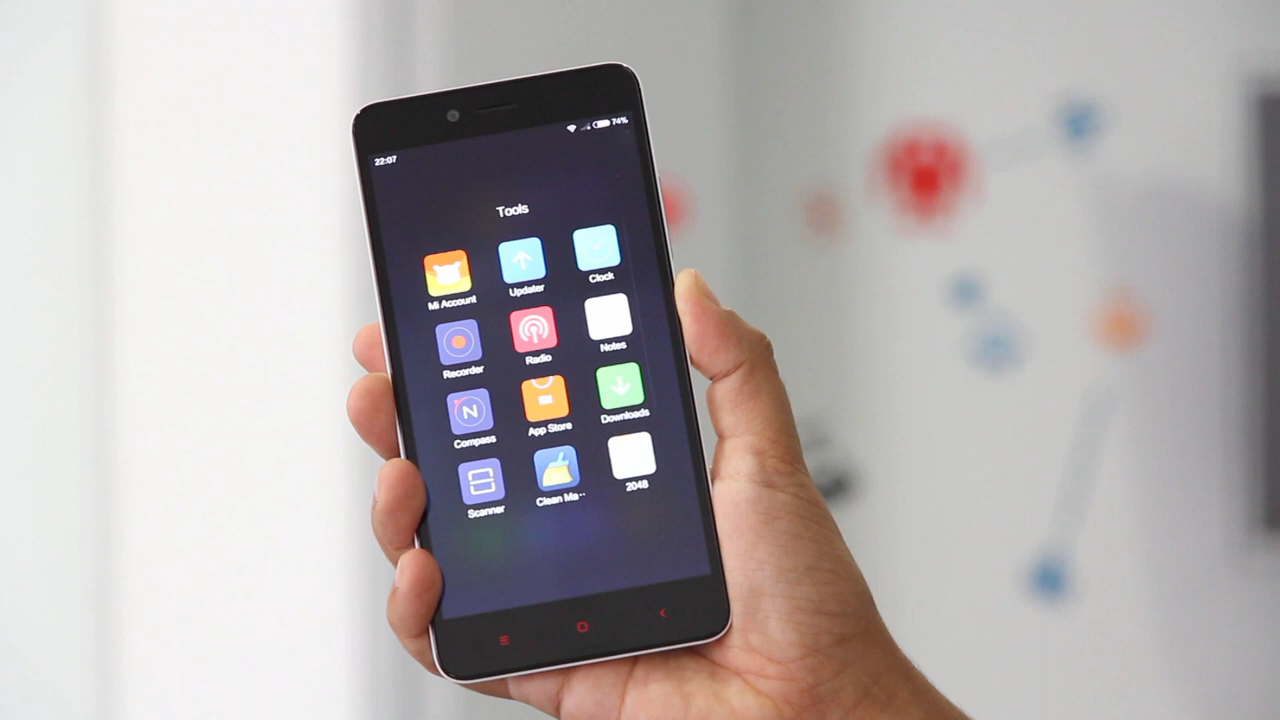 22:07 74%
Tools
Mi Account Updater Clock
Recorder Radio Notes
N
Compass App Store Downloads
Scanner Clean Ma·· 2048